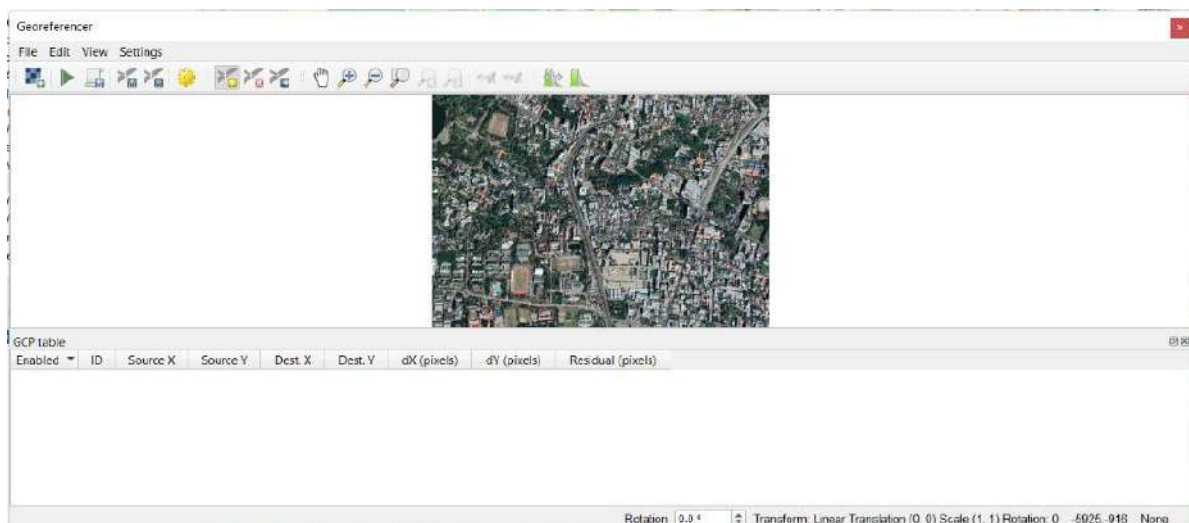 Georeferencer
File Edit View Settings
GCP table
Enabled ID Source X Source Y Dest. X Dest. Y dX (pixels) dY (pixels) Residual (pixels)
Rotation 0.0 ° Transform: Linear Translation (0, 0) Scale (1, 1) Rotation: 0 -5925,-916 None